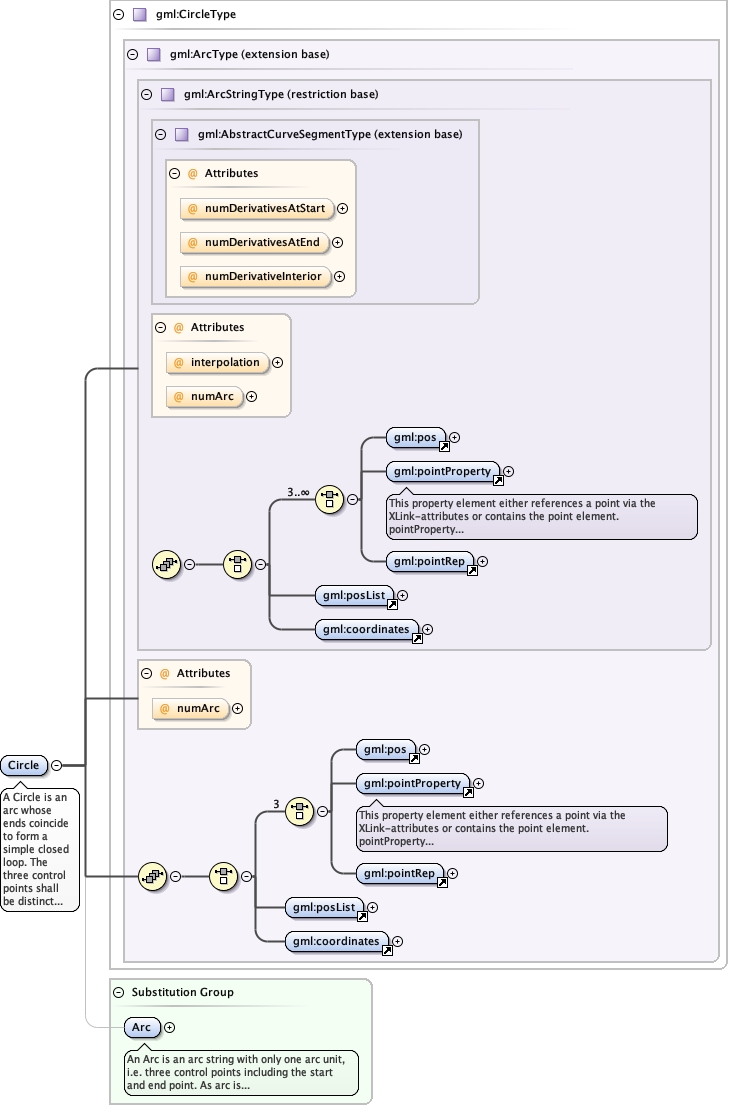 gml:CircleType
gml:ArcType (extension base)
gml:ArcStringType (restriction base)
gml:AbstractCurveSegmentType (extension base)
@ Attributes
@ numDerivativesAtStart
@ numDerivativesAtEnd
@ numDerivativeInterior
@ Attributes
@ interpolation
@ numArc
gml:pos
gml:pointProperty
3..∞
This property element either references a point via the
XLink-attributes or contains the point element.
pointProperty...
gml:pointRep
gml:posList
gml:coordinates
@ Attributes
@ numArc
gml:pos
Circle
gml:pointProperty
A Circle is an
arc whose
ends coincide
to form a
simple closed
loop. The
three control
points shall
be distinct...
3
This property element either references a point via the
XLink-attributes or contains the point element.
pointProperty...
gml:pointRep
gml:posList
gml:coordinates
Substitution Group
Arc
An Arc is an arc string with only one arc unit,
i.e. three control points including the start
and end point. As arc is...